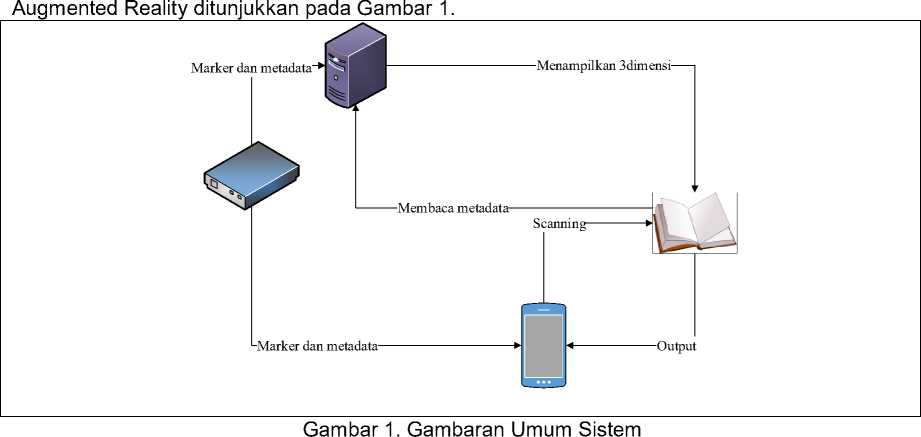 Augmented Reality ditunjukkan pada Gambar 1.
Marker dan metadata
Menampilkan 3dimensi
Membaca metadata
Scanning
Marker dan metadata
Output
Gambar 1. Gambaran Umum Sistem